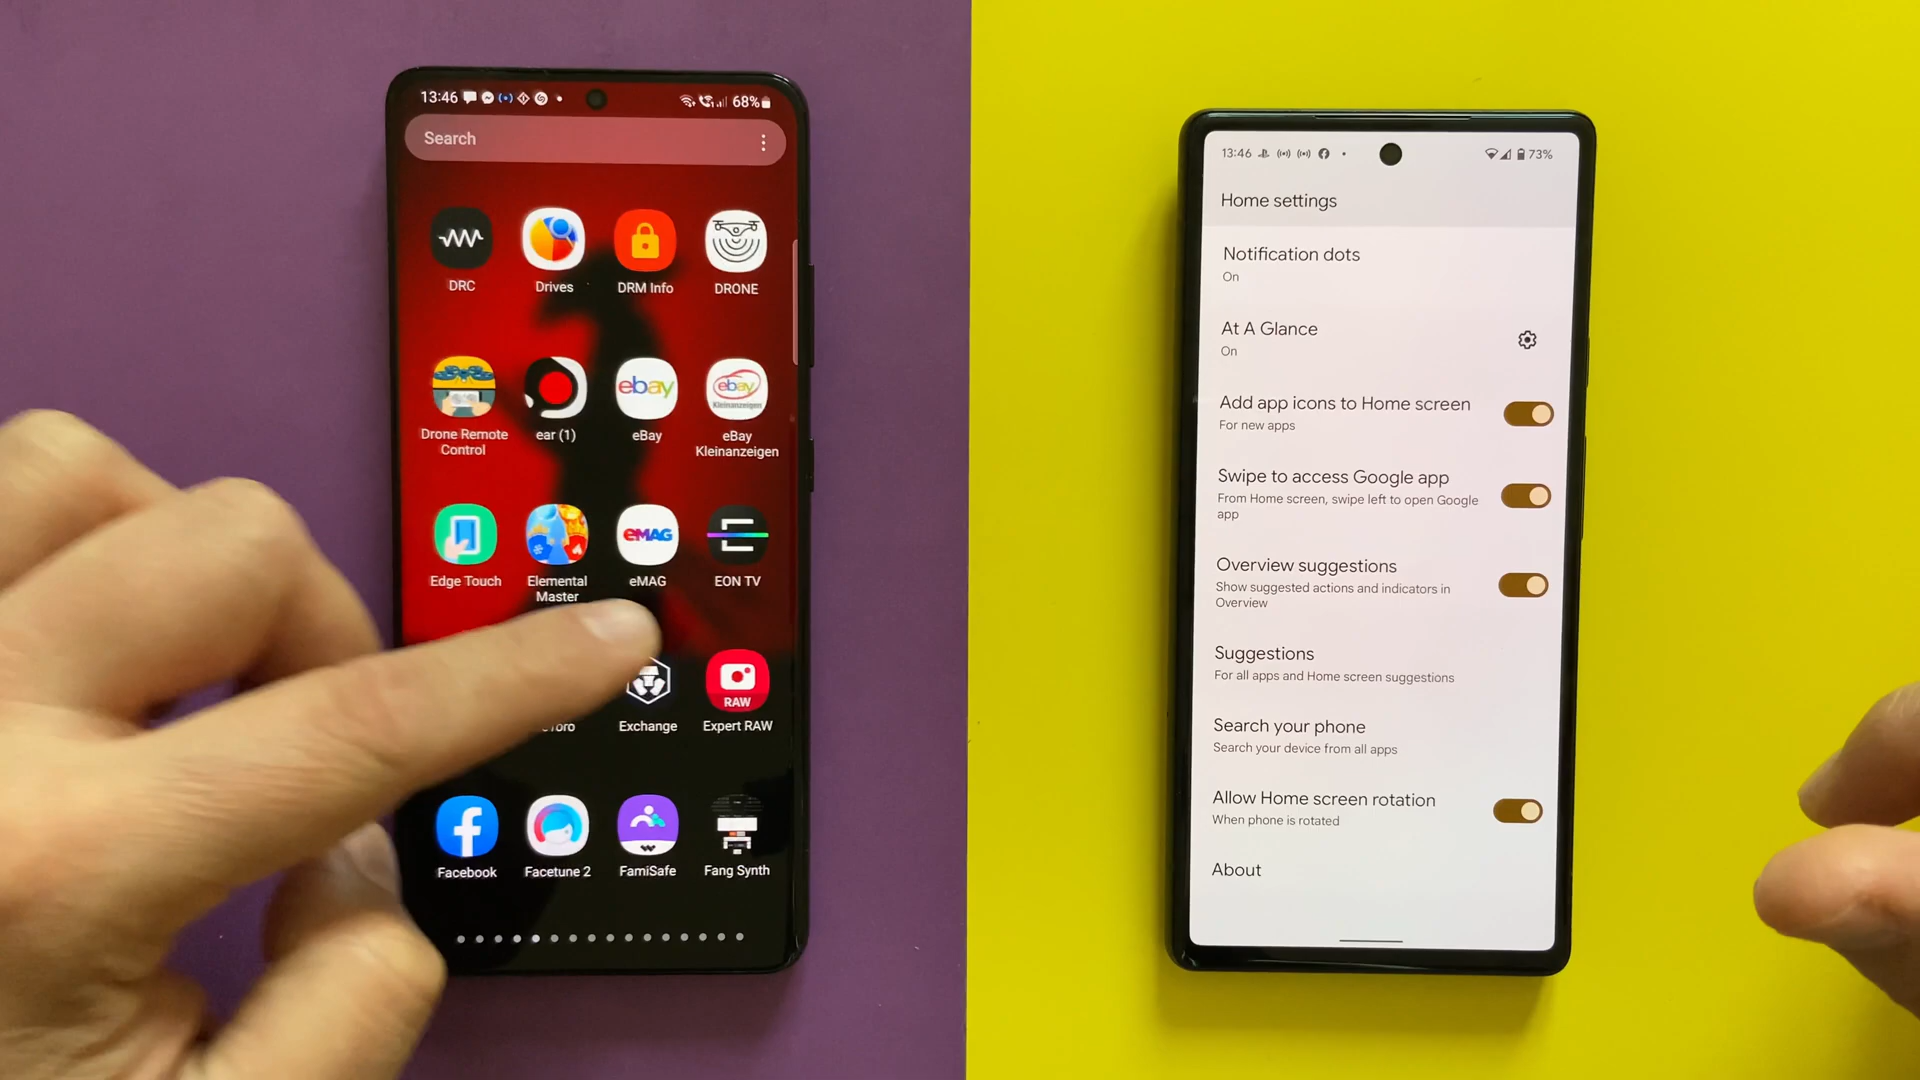 13:46
68%
Search
DRC
Drives
DRM Info
DRONE
Drone Remote
Control
ear (1)
ebay
eBay
ebay
Kleinanzeigen
eBay
Kleinanzeigen
Edge Touch
Elemental
Master
eMAG
eMAG
EON TV
Exchange
RAW
Expert RAW
Facebook
Facetune 2
FamiSafe
Fang Synth
13:46
73%
Home settings
Notification dots
On
At A Glance
On
Add app icons to Home screen
For new apps
Swipe to access Google app
From Home screen, swipe left to open Google
app
Overview suggestions
Show suggested actions and indicators in
Overview
Suggestions
For all apps and Home screen suggestions
Search your phone
Search your device from all apps
Allow Home screen rotation
When phone is rotated
About